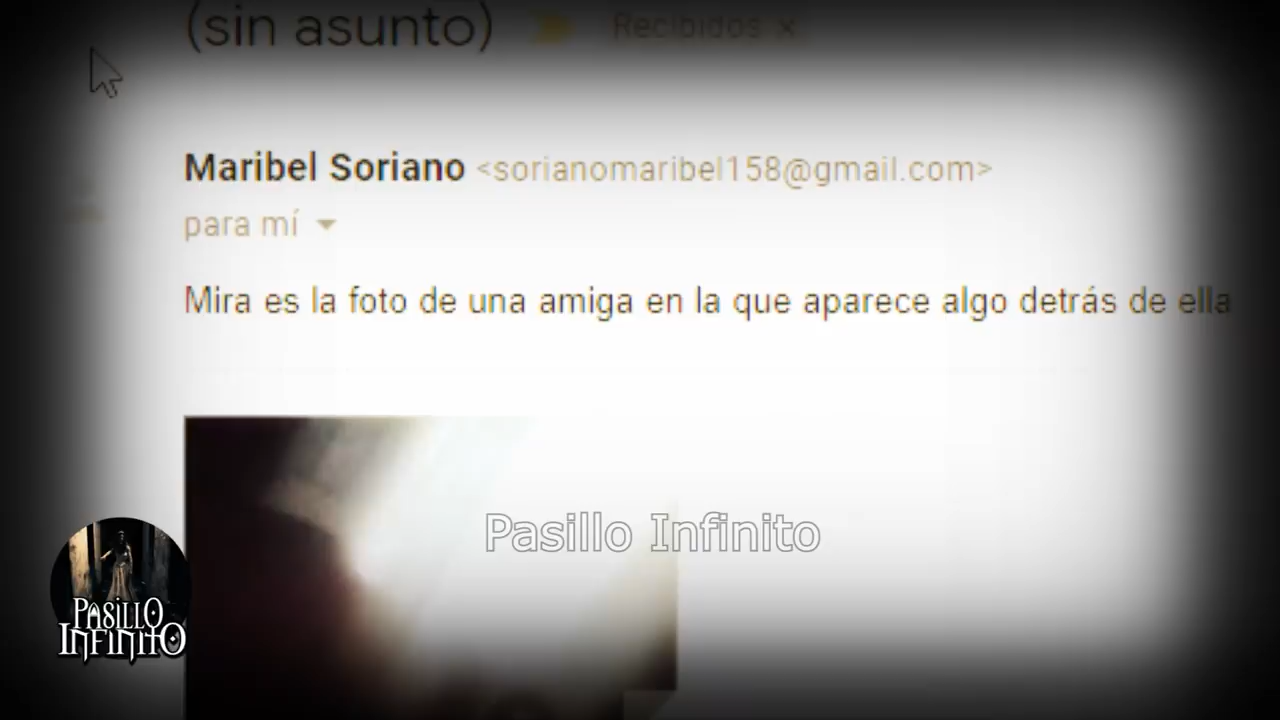 (sin asunto) Recibidos x
Maribel Soriano <sorianomaribel158@gmail.com>
para mí
Mira es la foto de una amiga en la que aparece algo detrás de ella
Pasillo Infinito
PASILLO
INFINITO